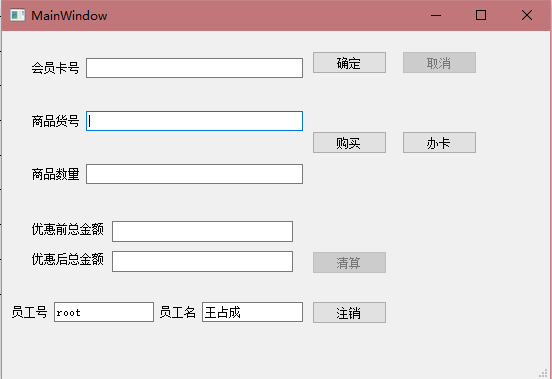 MainWindow
会员卡号 确定 取消
商品货号
购买 办卡
商品数量
优惠前总金额
优惠后总金额 清算
员工号 root 员工名 王占成 注销